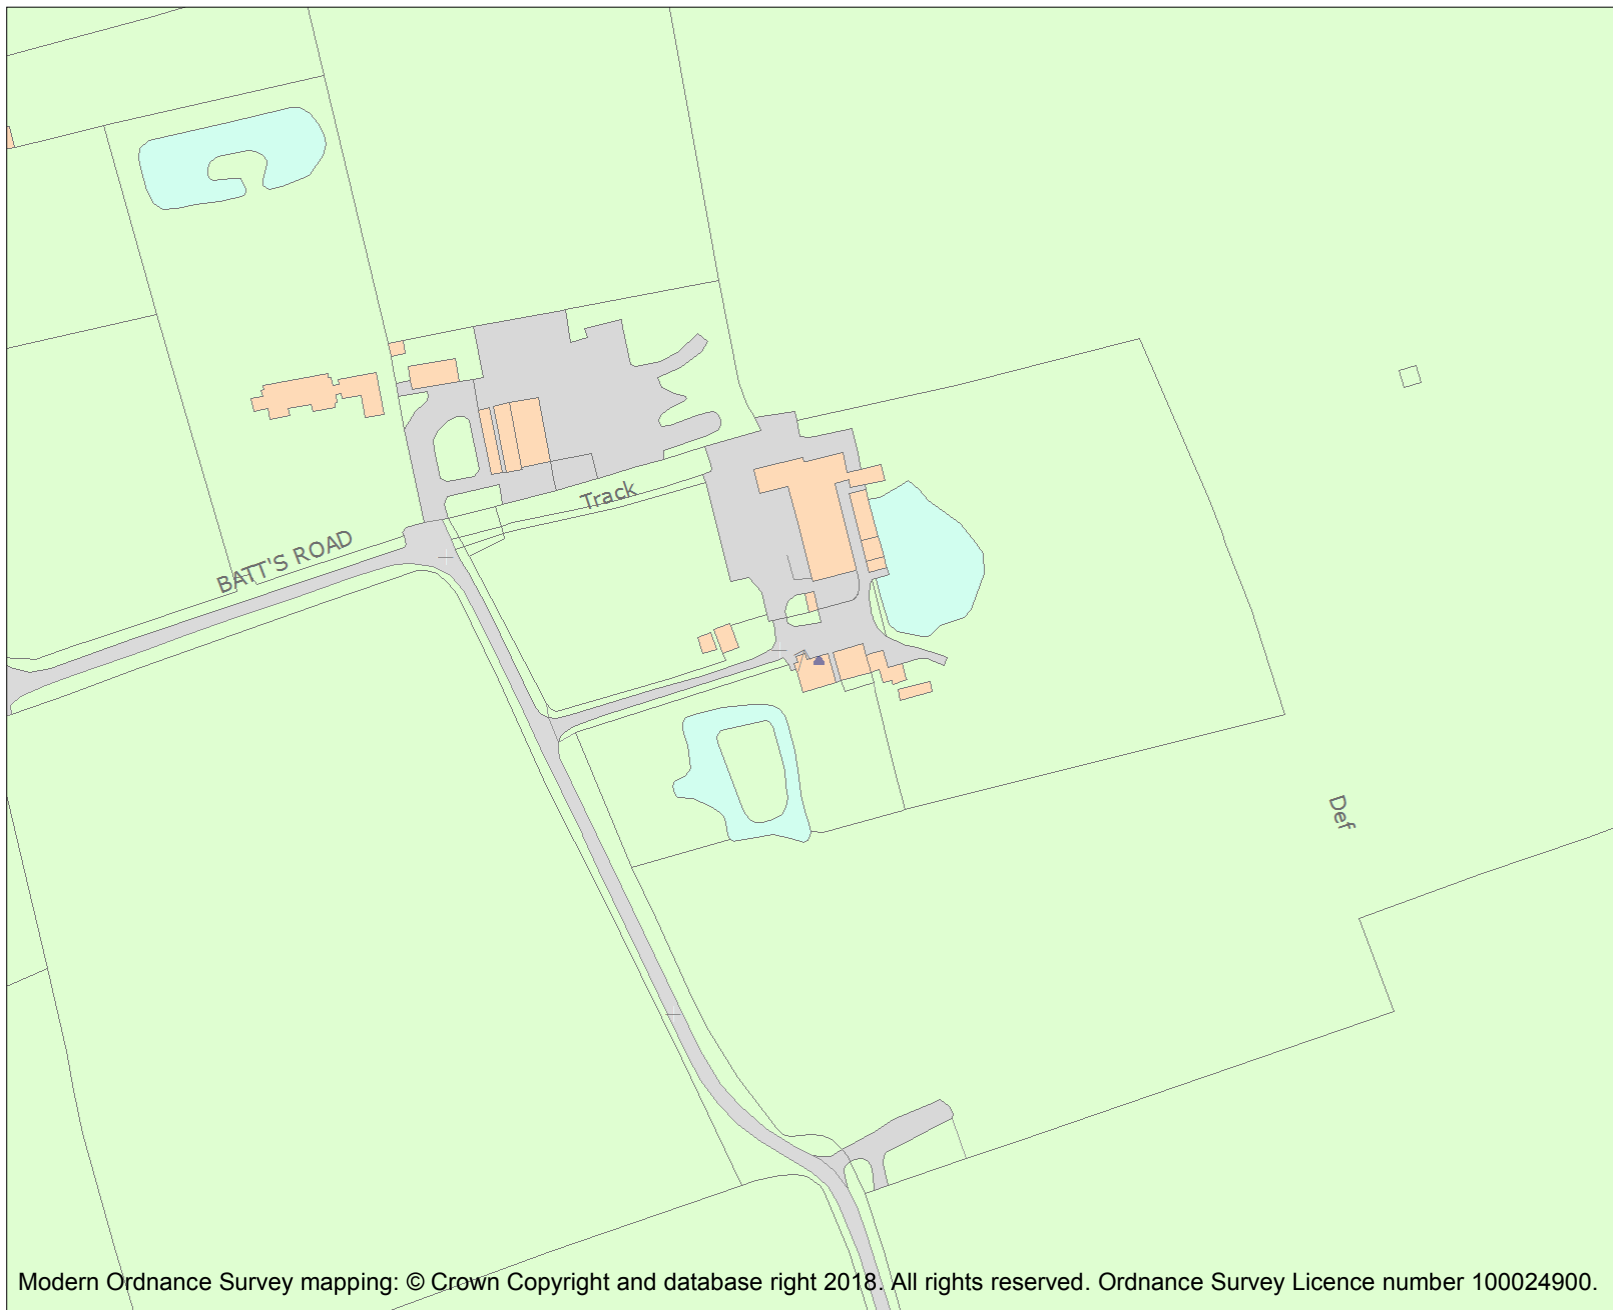 Track
BATT'S ROAD
Def
Modern Ordnance Survey mapping: © Crown Copyright and database right 2018. All rights reserved. Ordnance Survey Licence number 100024900.